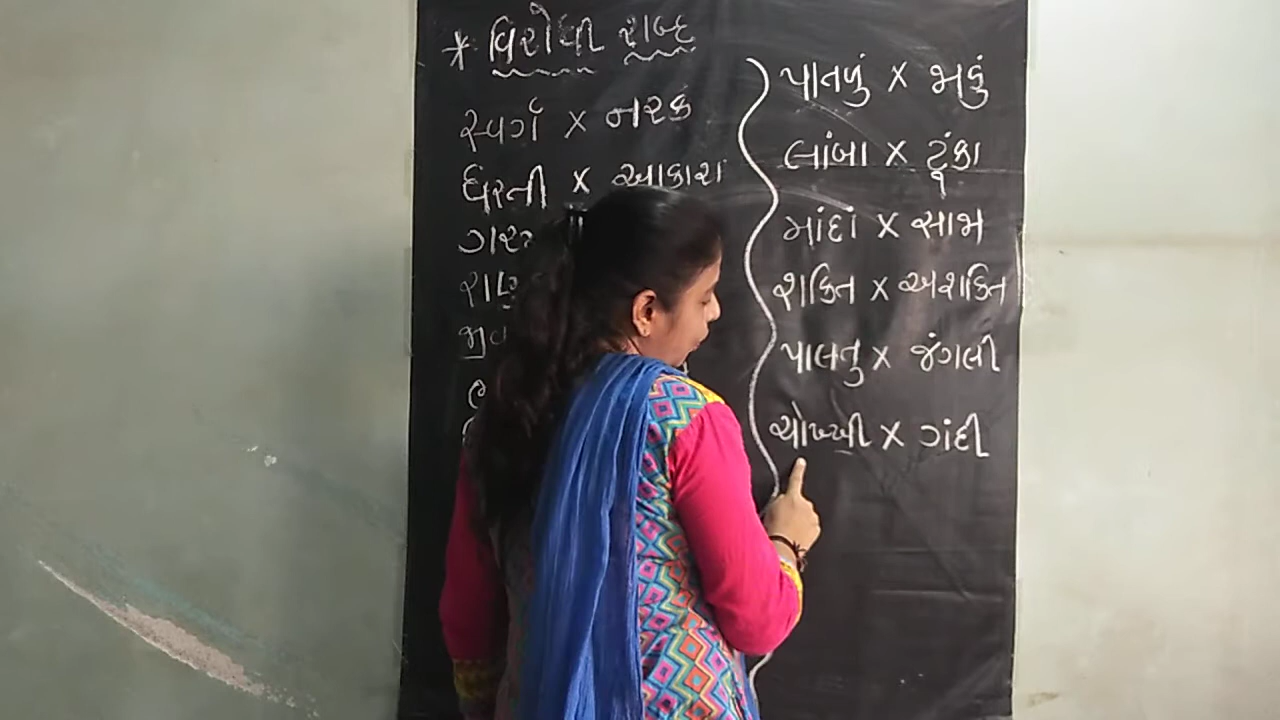 * વિરોધી શબ્દ
સ્વર્ગ x નરક
ધરતી x આકાશ
પાતળું x જાડું
લાંબા x ટૂંકા
માંદાં x સાજા
શક્તિ x અશક્તિ
પાલતુ x જંગલી
ચોખ્ખી x ગંદી